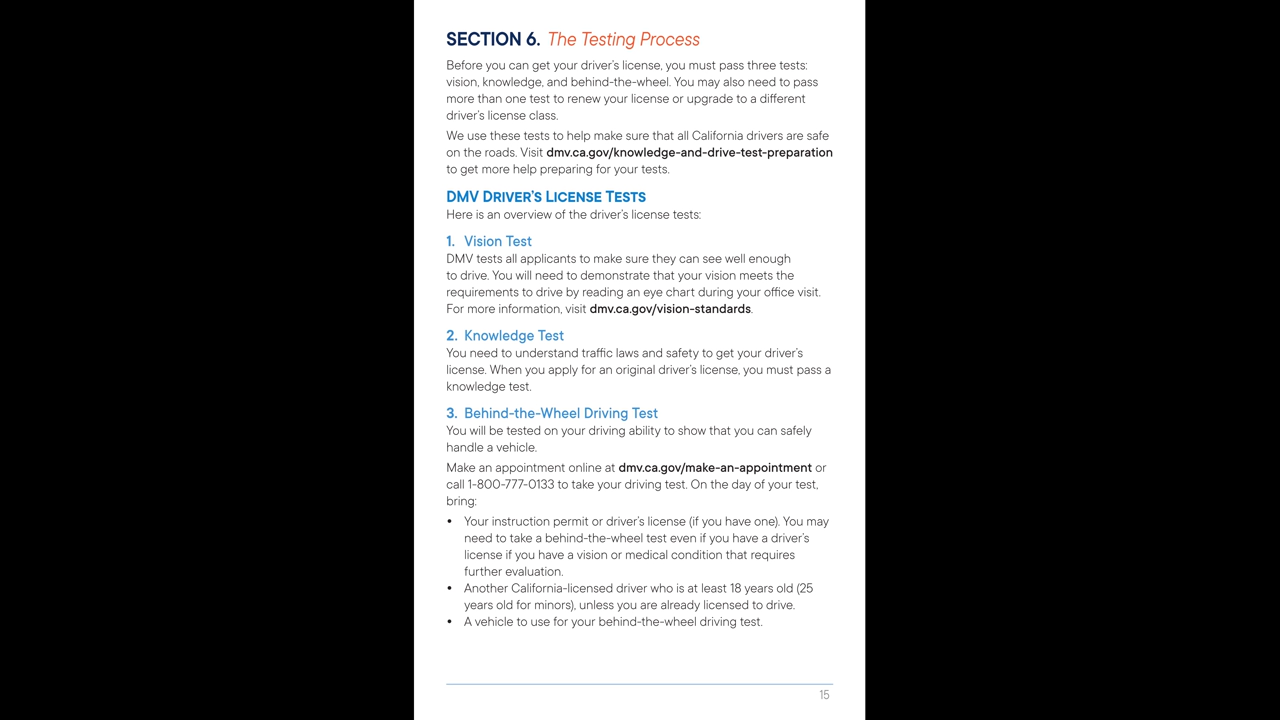 SECTION 6. The Testing Process
Before you can get your driver's license, you must pass three tests:
vision, knowledge, and behind-the-wheel. You may also need to pass
more than one test to renew your license or upgrade to a different
driver's license class.
We use these tests to help make sure that all California drivers are safe
on the roads. Visit dmv.ca.gov/knowledge-and-drive-test-preparation
to get more help preparing for your tests.
DMV DRIVER'S LICENSE TESTS
Here is an overview of the driver's license tests:
1. Vision Test
DMV tests all applicants to make sure they can see well enough
to drive. You will need to demonstrate that your vision meets the
requirements to drive by reading an eye chart during your office visit.
For more information, visit dmv.ca.gov/vision-standards.
2. Knowledge Test
You need to understand traffic laws and safety to get your driver's
license. When you apply for an original driver's license, you must pass a
knowledge test.
3. Behind-the-Wheel Driving Test
You will be tested on your driving ability to show that you can safely
handle a vehicle.
Make an appointment online at dmv.ca.gov/make-an-appointment or
call 1-800-777-0133 to take your driving test. On the day of your test,
bring:
• Your instruction permit or driver's license (if you have one). You may
need to take a behind-the-wheel test even if you have a driver's
license if you have a vision or medical condition that requires
further evaluation.
• Another California-licensed driver who is at least 18 years old (25
years old for minors), unless you are already licensed to drive.
• A vehicle to use for your behind-the-wheel driving test.
15